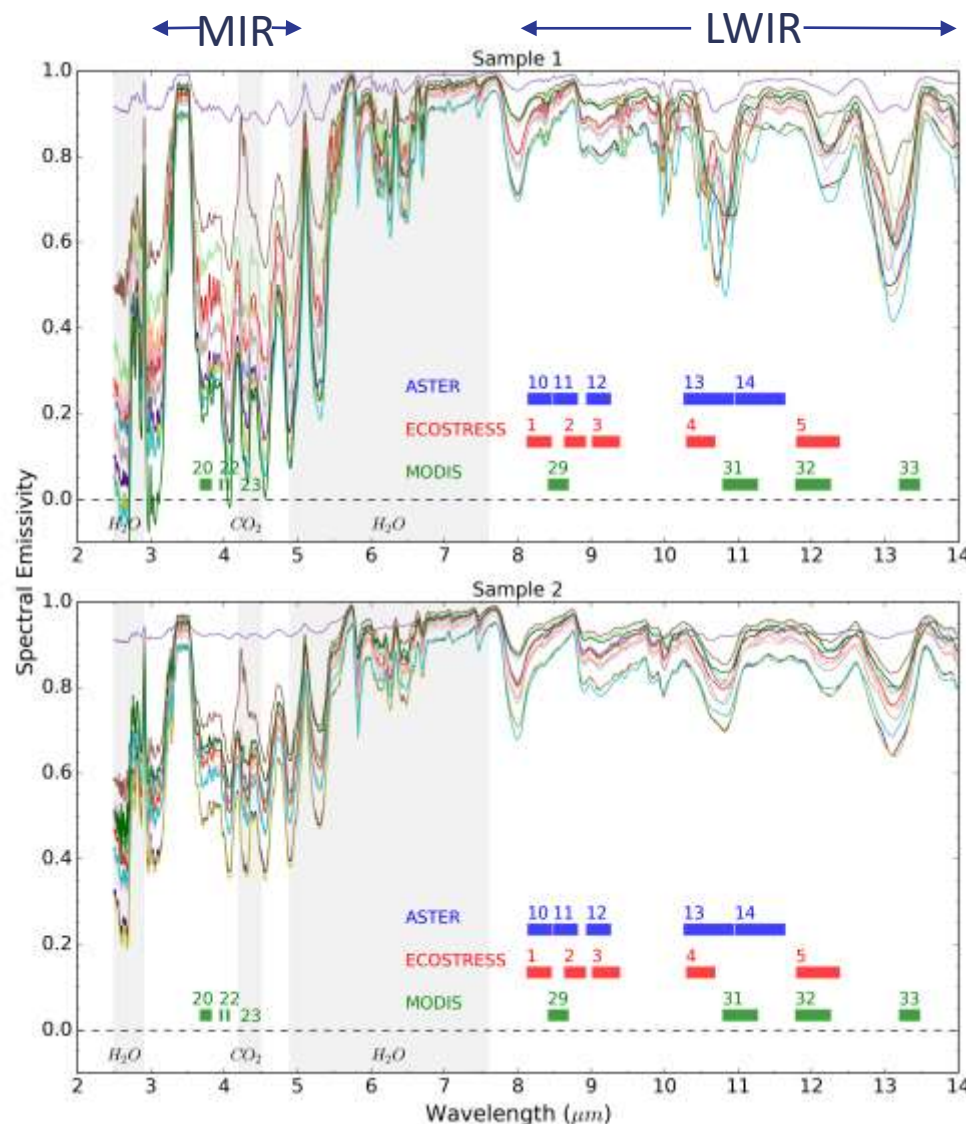 MIR LWIR
Sample 1
1.0
0.8
0.6
0.4
0.2
0.0
ASTER 10 11 12 13 14
ECOSTRESS 1 2 3 4 5
MODIS 20 22 23 29 31 32 33
H₂O CO₂ H₂O
2 3 4 5 6 7 8 9 10 11 12 13 14
Spectral Emissivity
Sample 2
1.0
0.8
0.6
0.4
0.2
0.0
ASTER 10 11 12 13 14
ECOSTRESS 1 2 3 4 5
MODIS 20 22 23 29 31 32 33
H₂O CO₂ H₂O
2 3 4 5 6 7 8 9 10 11 12 13 14
Wavelength (μm)